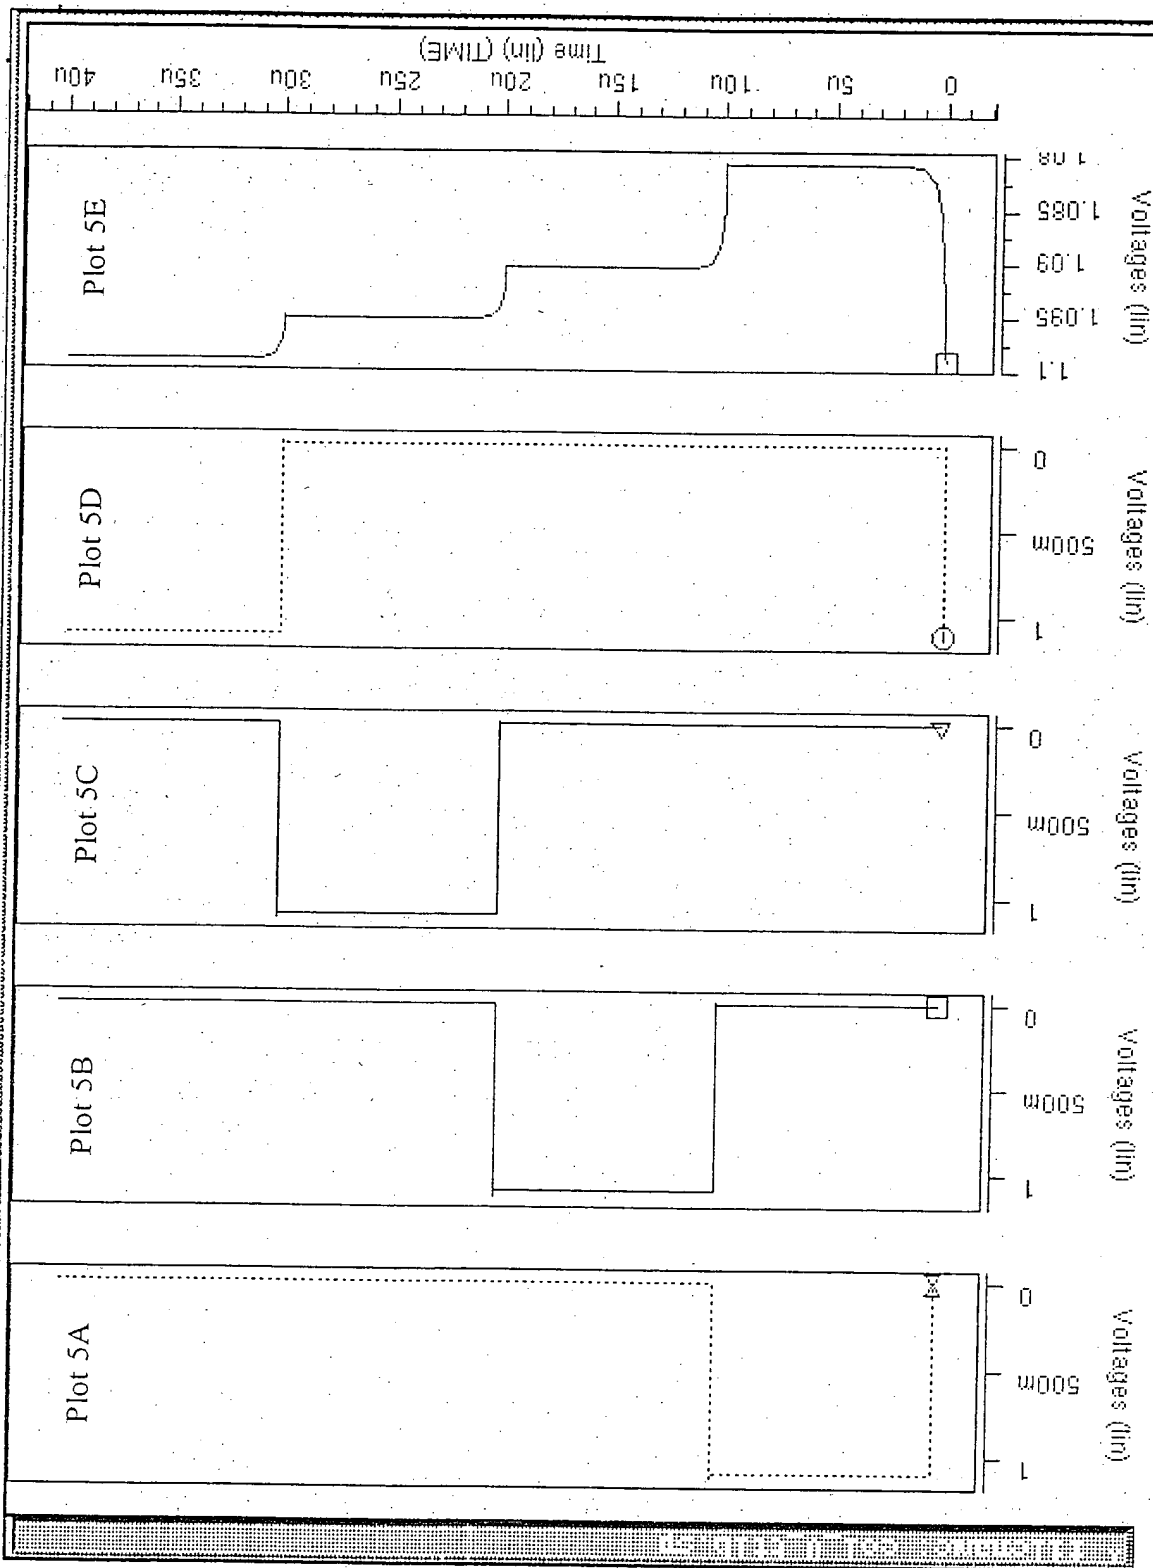 Time (lin) (TIME)
40u 35u 30u 25u 20u 15u 10u 5u 0
Plot 5E
Voltages (lin)
1.08
1.085
1.09
1.095
1.1
Plot 5D
Voltages (lin)
0
500m
1
Plot 5C
Voltages (lin)
0
500m
1
Plot 5B
Voltages (lin)
0
500m
1
Plot 5A
Voltages (lin)
0
500m
1